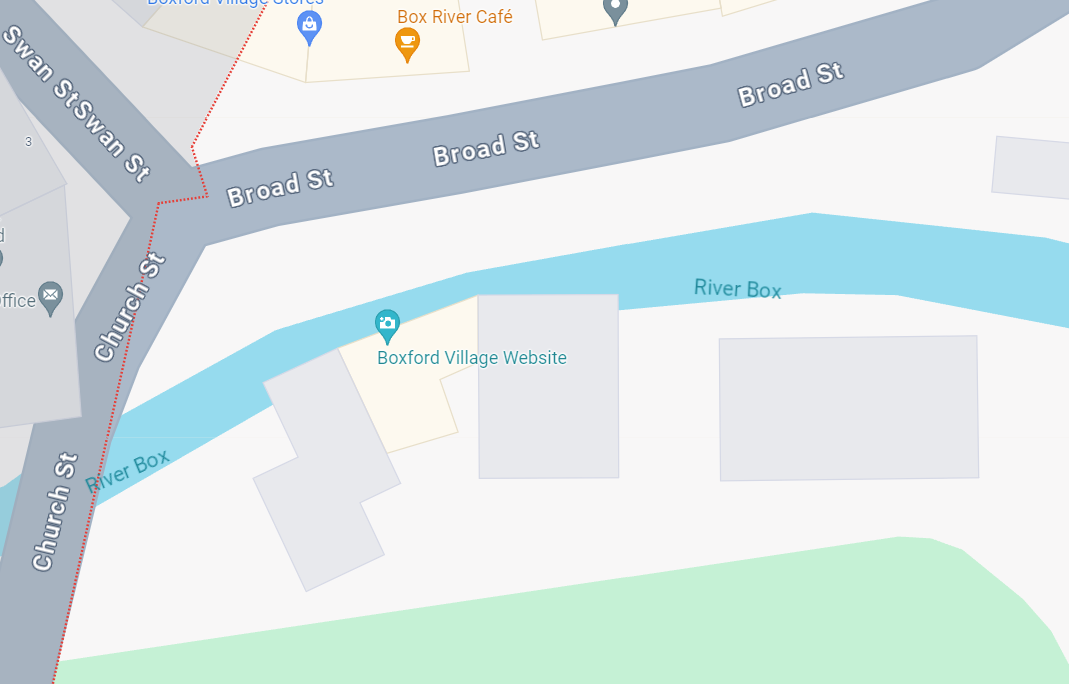 Boxford Village Stores
Box River Café
Swan St
Swan St
Broad St
Broad St
Broad St
3
d
Church St
ffice
River Box
Boxford Village Website
Church St
River Box